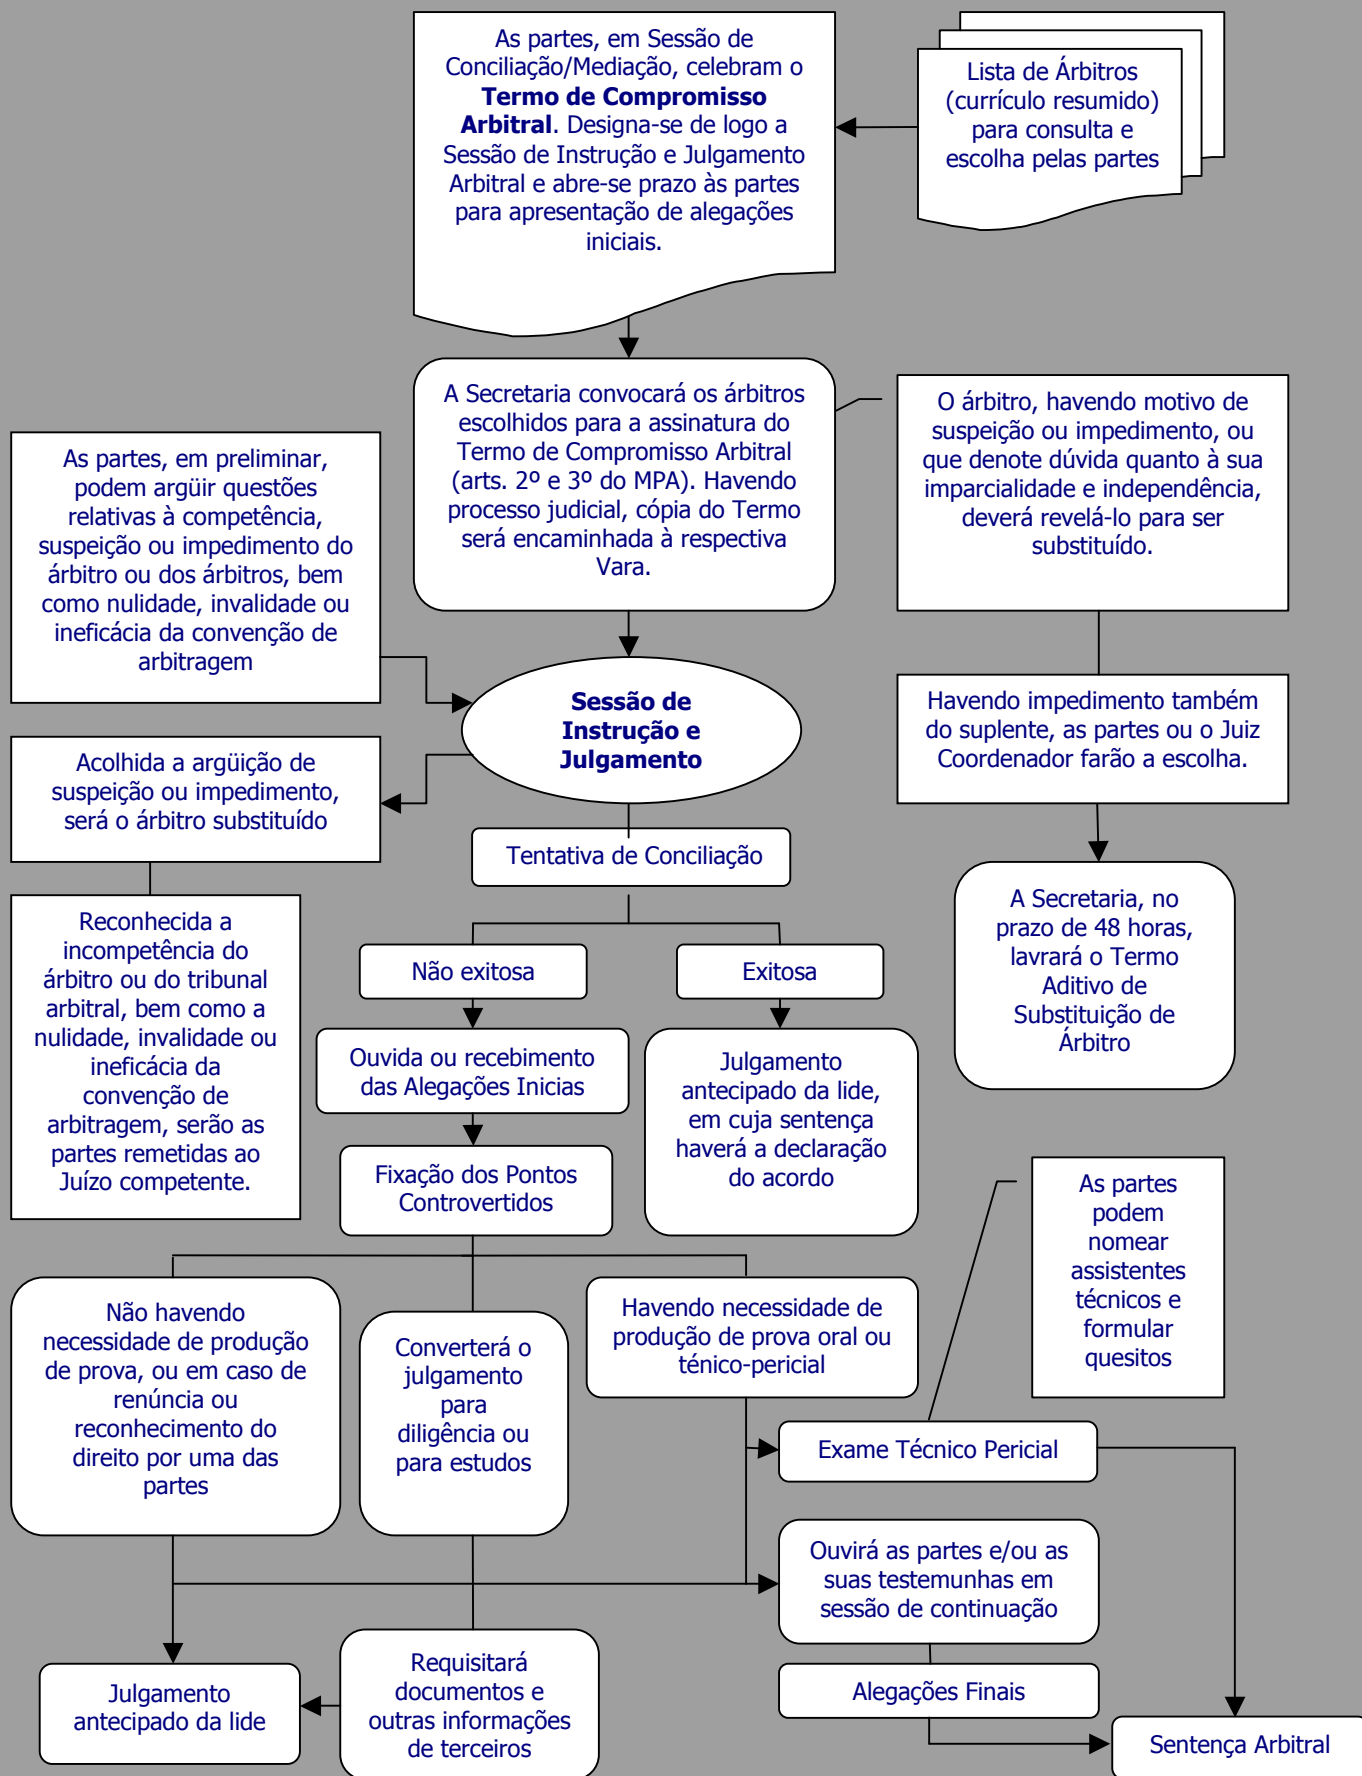 As partes, em Sessão de
Conciliação/Mediação, celebram o
Termo de Compromisso
Arbitral. Designa-se de logo a
Sessão de Instrução e Julgamento
Arbitral e abre-se prazo às partes
para apresentação de alegações
iniciais.
Lista de Árbitros
(currículo resumido)
para consulta e
escolha pelas partes
A Secretaria convocará os árbitros
escolhidos para a assinatura do
Termo de Compromisso Arbitral
(arts. 2º e 3º do MPA). Havendo
processo judicial, cópia do Termo
será encaminhada à respectiva
Vara.
O árbitro, havendo motivo de
suspeição ou impedimento, ou
que denote dúvida quanto à sua
imparcialidade e independência,
deverá revelá-lo para ser
substituído.
As partes, em preliminar,
podem argüir questões
relativas à competência,
suspeição ou impedimento do
árbitro ou dos árbitros, bem
como nulidade, invalidade ou
ineficácia da convenção de
arbitragem
Sessão de
Instrução e
Julgamento
Havendo impedimento também
do suplente, as partes ou o Juiz
Coordenador farão a escolha.
Acolhida a argüição de
suspeição ou impedimento,
será o árbitro substituído
Tentativa de Conciliação
A Secretaria, no
prazo de 48 horas,
lavrará o Termo
Aditivo de
Substituição de
Árbitro
Reconhecida a
incompetência do
árbitro ou do tribunal
arbitral, bem como a
nulidade, invalidade ou
ineficácia da
convenção de
arbitragem, serão as
partes remetidas ao
Juízo competente.
Não exitosa
Exitosa
Ouvida ou recebimento
das Alegações Inicias
Julgamento
antecipado da lide,
em cuja sentença
haverá a declaração
do acordo
Fixação dos Pontos
Controvertidos
As partes
podem
nomear
assistentes
técnicos e
formular
quesitos
Não havendo
necessidade de produção
de prova, ou em caso de
renúncia ou
reconhecimento do
direito por uma das
partes
Converterá o
julgamento
para
diligência ou
para estudos
Havendo necessidade de
produção de prova oral ou
ténico-pericial
Exame Técnico Pericial
Ouvirá as partes e/ou as
suas testemunhas em
sessão de continuação
Julgamento
antecipado da lide
Requisitará
documentos e
outras informações
de terceiros
Alegações Finais
Sentença Arbitral